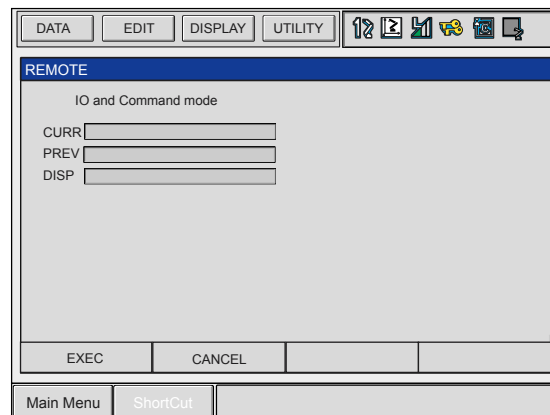 DATA EDIT DISPLAY UTILITY
REMOTE
IO and Command mode
CURR
PREV
DISP
EXEC CANCEL
Main Menu ShortCut